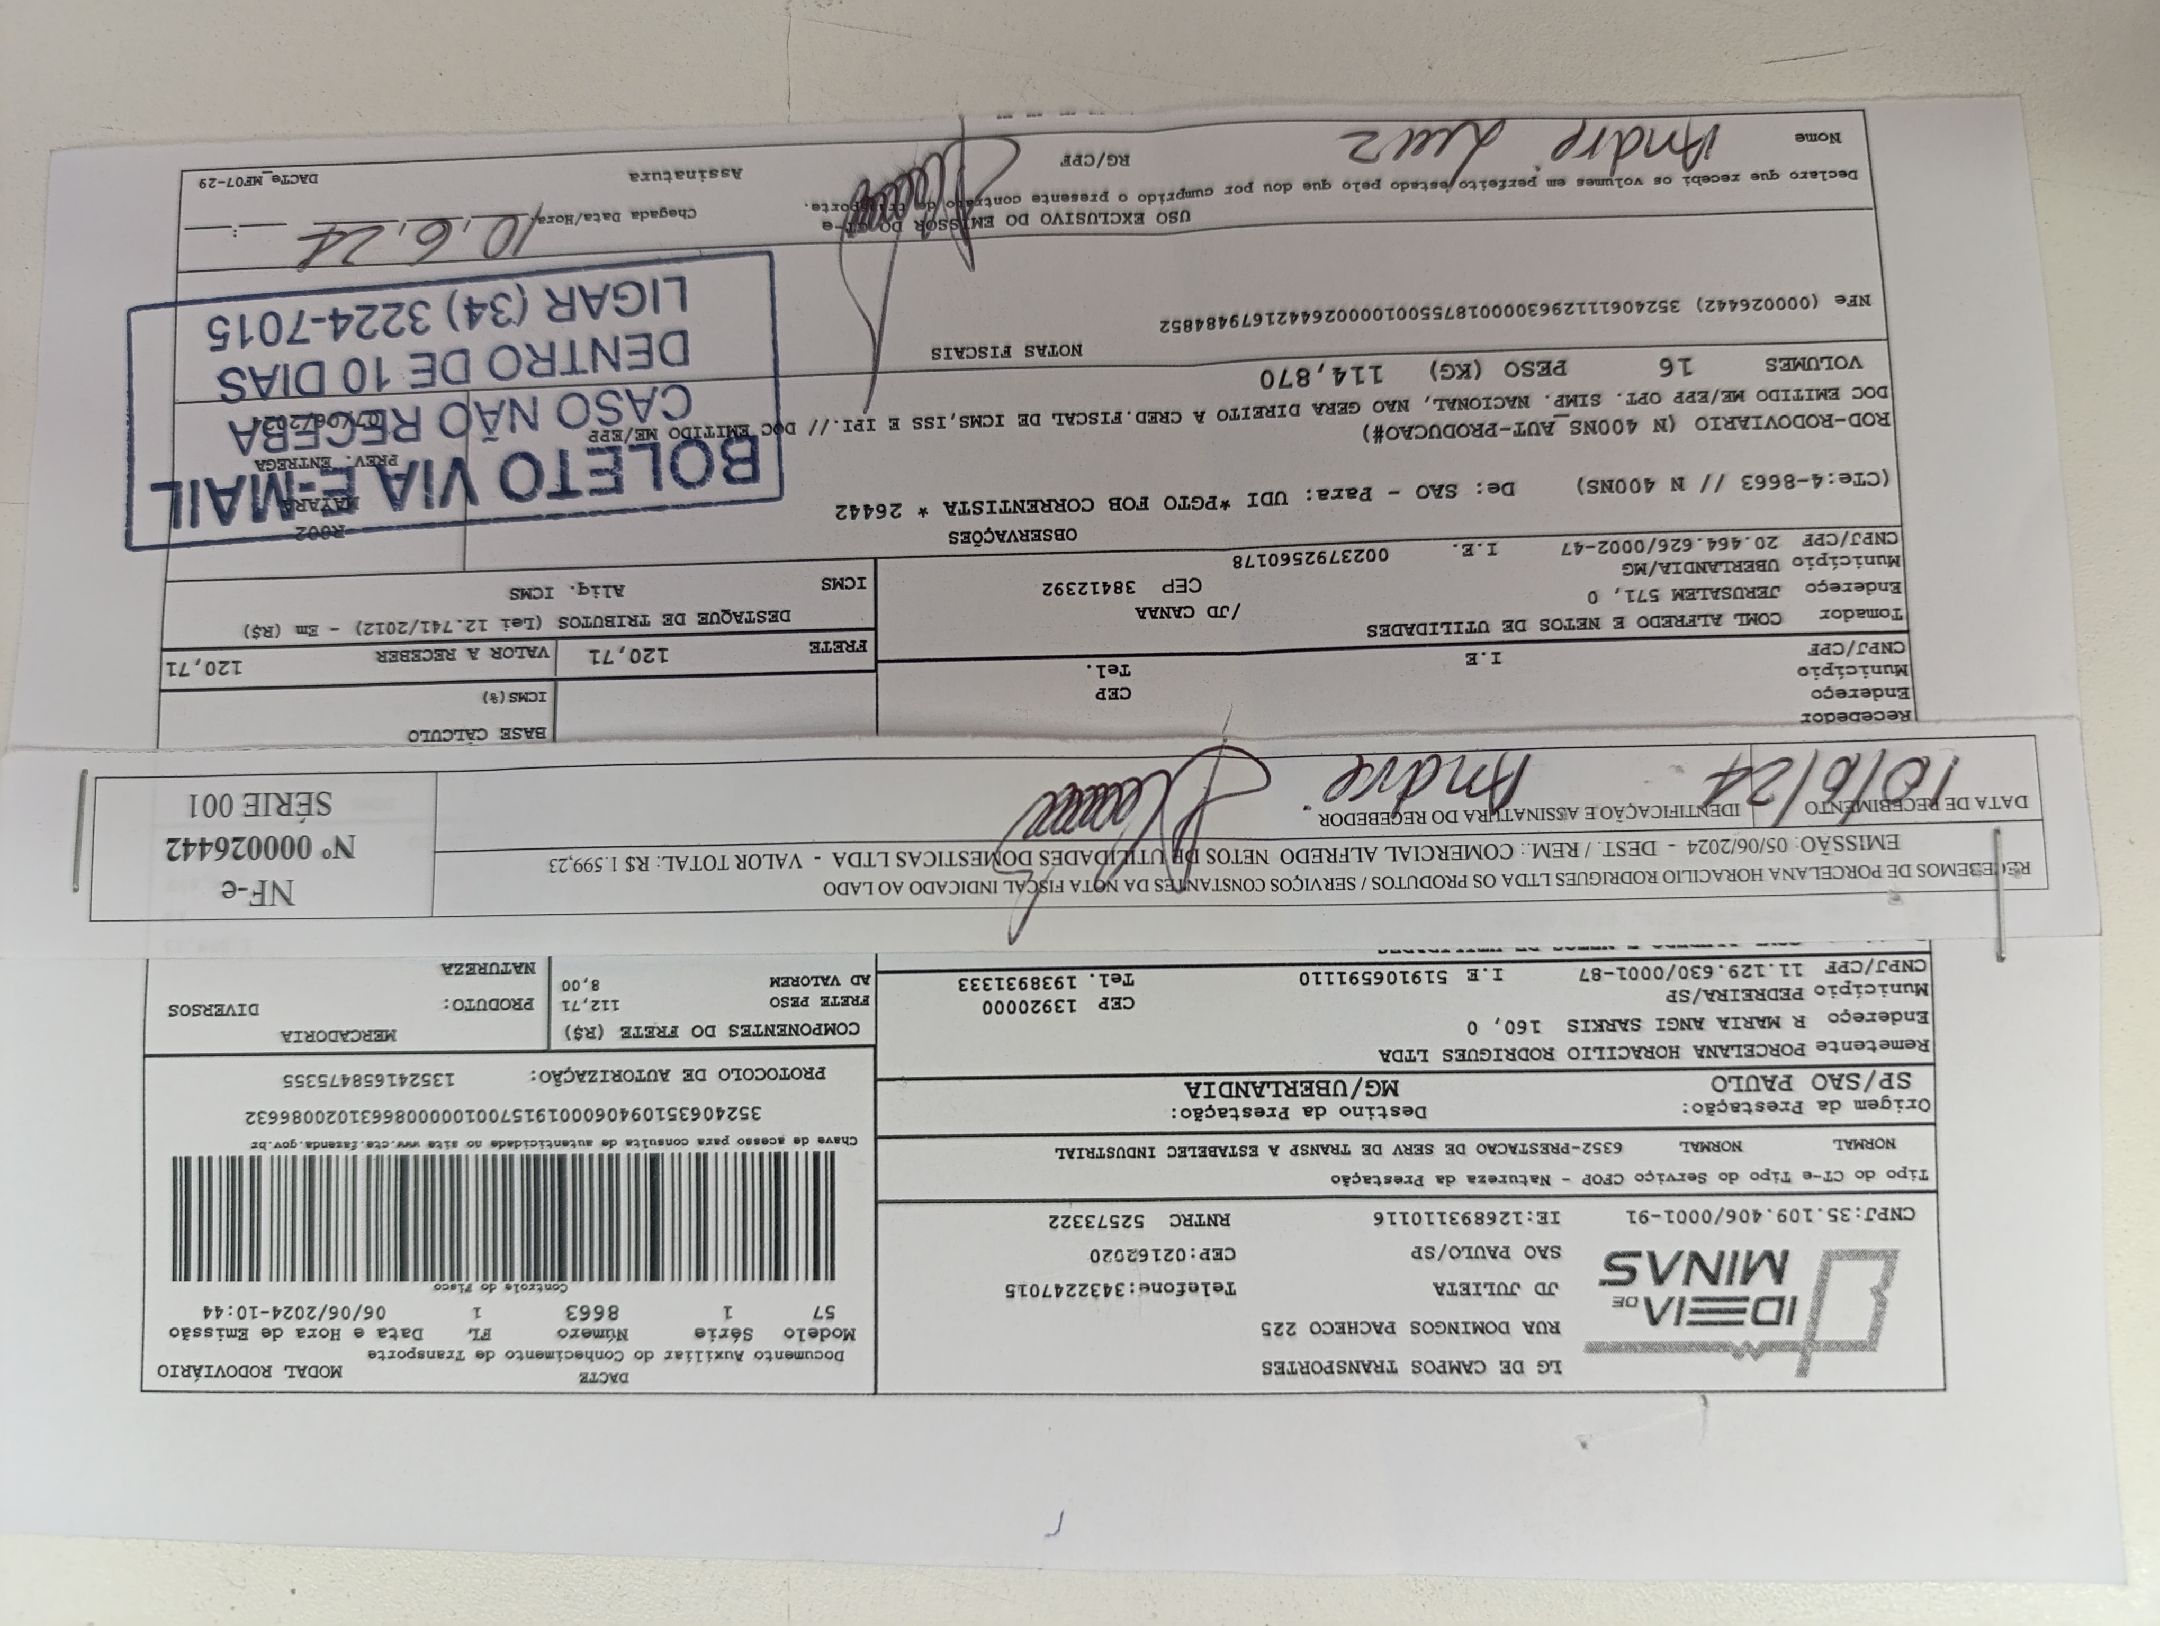 IDEIA DE MINAS
LG DE CAMPOS TRANSPORTES
RUA DOMINGOS PACHECO 225
JD JULIETA Telefone:3432247015
SAO PAULO/SP CEP:02162020
CNPJ:35.109.406/0001-91 IE:126893110116 RNTRC 52573322
DACTE MODAL RODOVIÁRIO
Documento Auxiliar do Conhecimento de Transporte
Modelo Série Número FL Data e Hora de Emissão
57 1 8663 1 06/06/2024-10:44
Controle do Fisco
Chave de acesso para consulta de autenticidade no site www.cte.fazenda.gov.br
35240635109406000191570010000086631020086632
PROTOCOLO DE AUTORIZAÇÃO: 135241658475355
Tipo do CT-e Tipo do Serviço CFOP - Natureza da Prestação
NORMAL NORMAL 6352-PRESTACAO DE SERV DE TRANSP A ESTABELEC INDUSTRIAL
Origem da Prestação: Destino da Prestação:
SP/SAO PAULO MG/UBERLANDIA
Remetente PORCELANA HORACILIO RODRIGUES LTDA
Endereço R MARIA ANGI SARKIS 160, 0
Município PEDREIRA/SP CEP 13920000
CNPJ/CPF 11.129.630/0001-87 I.E 519106591110 Tel. 1938931333
COMPONENTES DO FRETE (R$) MERCADORIA
FRETE PESO 112,71 PRODUTO: DIVERSOS
AD VALOREM 8,00 NATUREZA
RECEBEMOS DE PORCELANA HORACILIO RODRIGUES LTDA OS PRODUTOS / SERVIÇOS CONSTANTES DA NOTA FISCAL INDICADO AO LADO
EMISSÃO: 05/06/2024 - DEST. / REM.: COMERCIAL ALFREDO NETOS DE UTILIDADES DOMESTICAS LTDA - VALOR TOTAL: R$ 1.599,23
DATA DE RECEBIMENTO IDENTIFICAÇÃO E ASSINATURA DO RECEBEDOR
10/6/24 André
NF-e
Nº 000026442
SÉRIE 001
Recebedor
Endereço CEP
Município Tel.
CNPJ/CPF I.E
Tomador COML ALFREDO E NETOS DE UTILIDADES
Endereço JERUSALEM 571, 0 /JD CANAA
Município UBERLANDIA/MG CEP 38412392
CNPJ/CPF 20.464.626/0002-47 I.E. 0023792560178
BASE CÁLCULO
ICMS(%)
FRETE 120,71 VALOR A RECEBER 120,71
DESTAQUE DE TRIBUTOS (Lei 12.741/2012) - Em (R$)
ICMS Aliq. ICMS
OBSERVAÇÕES
(CTe:4-8663 // N 400NS) De: SAO - Para: UDI *PGTO FOB CORRENTISTA * 26442
ROD-RODOVIARIO (N 400NS_AUT-PRODUCAO#)
DOC EMITIDO ME/EPP OPT. SIMP. NACIONAL, NAO GERA DIREITO A CRED.FISCAL DE ICMS,ISS E IPI.// DOC EMITIDO ME/EPP
VOLUMES 16 PESO (KG) 114,870
R602
MAYARA
PREV. ENTREGA
BOLETO VIA E-MAIL
CASO NÃO RECEBA
DENTRO DE 10 DIAS
LIGAR (34) 3224-7015
NOTAS FISCAIS
NFe (000026442) 35240611129630000187550010000264421679484852
USO EXCLUSIVO DO EMISSOR DO CT-e
Declaro que recebi os volumes em perfeito estado pelo que dou por cumprido o presente contrato de transporte.
Chegada Data/Hora 10,6,24 __:__
Nome André Luiz RG/CPF Assinatura DACTe_MF07-29